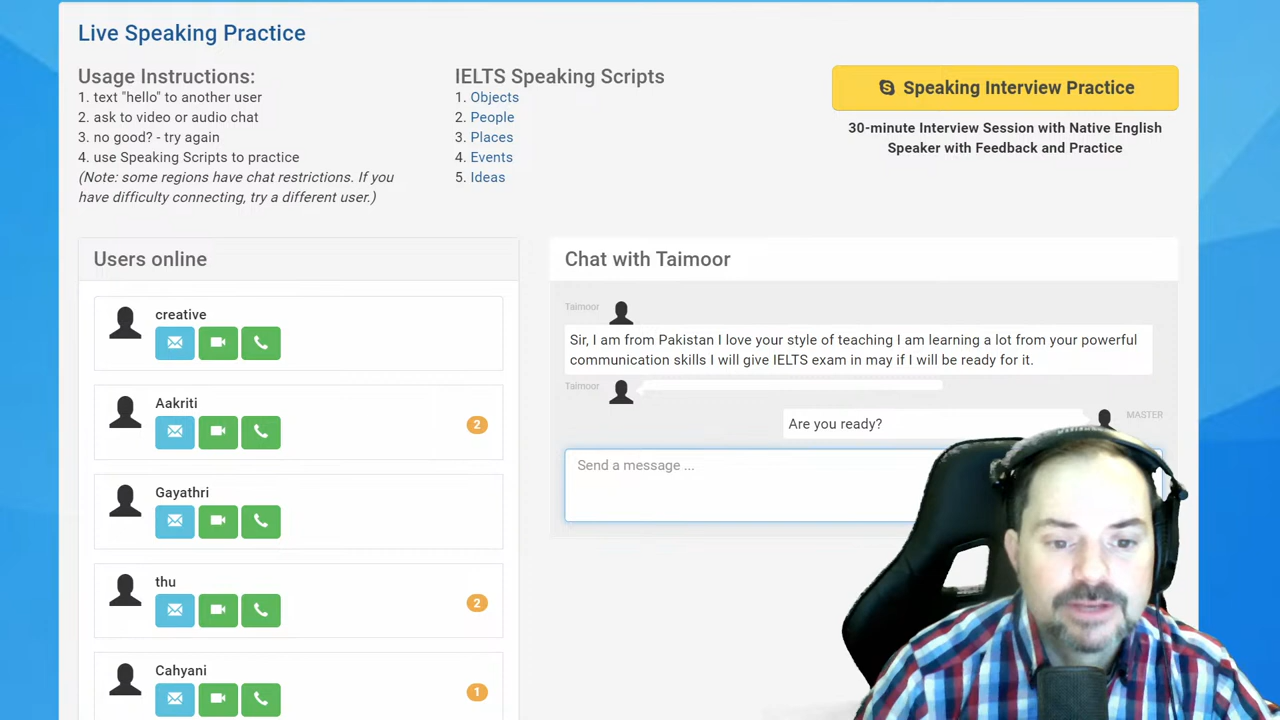 Live Speaking Practice
Usage Instructions:
1. text "hello" to another user
2. ask to video or audio chat
3. no good? - try again
4. use Speaking Scripts to practice
(Note: some regions have chat restrictions. If you
have difficulty connecting, try a different user.)
IELTS Speaking Scripts
1. Objects
2. People
3. Places
4. Events
5. Ideas
Speaking Interview Practice
30-minute Interview Session with Native English
Speaker with Feedback and Practice
Users online
creative
Aakriti
2
Gayathri
thu
2
Cahyani
1
Chat with Taimoor
Taimoor
Sir, I am from Pakistan I love your style of teaching I am learning a lot from your powerful
communication skills I will give IELTS exam in may if I will be ready for it.
Taimoor
MASTER
Are you ready?
Send a message ...